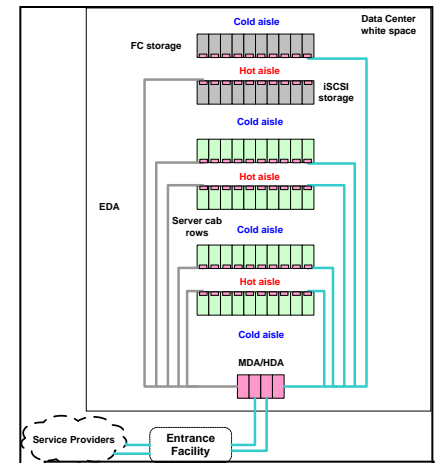 Cold aisle
Data Center
white space
FC storage
Hot aisle
iSCSI
storage
Cold aisle
Hot aisle
EDA
Server cab
rows
Cold aisle
Hot aisle
Cold aisle
MDA/HDA
Service Providers
Entrance
Facility